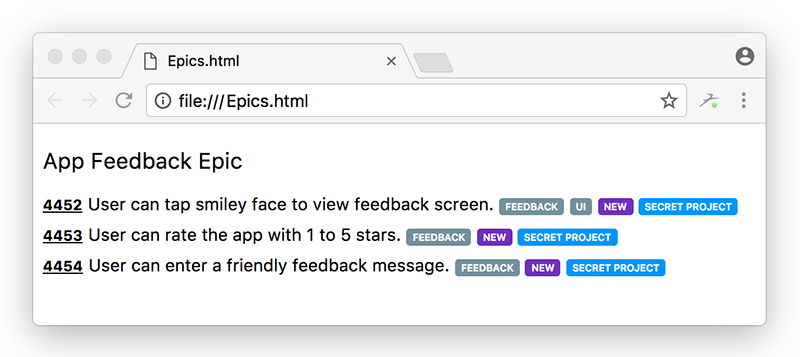 Epics.html
file:///Epics.html
App Feedback Epic
4452 User can tap smiley face to view feedback screen. FEEDBACK UI NEW SECRET PROJECT
4453 User can rate the app with 1 to 5 stars. FEEDBACK NEW SECRET PROJECT
4454 User can enter a friendly feedback message. FEEDBACK NEW SECRET PROJECT